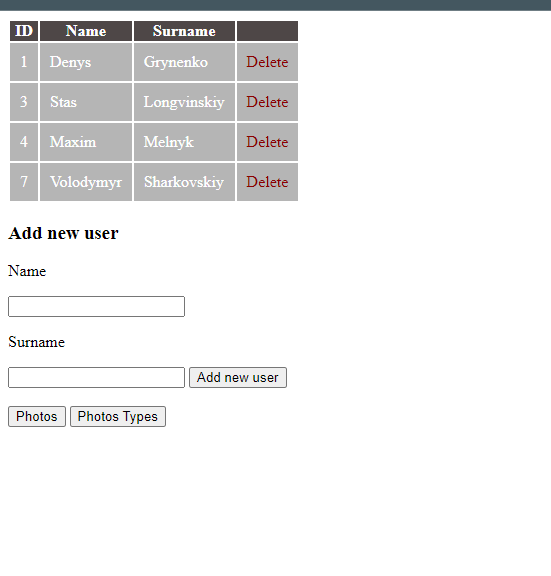 ID Name Surname
1 Denys Grynenko Delete
3 Stas Longvinskiy Delete
4 Maxim Melnyk Delete
7 Volodymyr Sharkovskiy Delete
Add new user
Name
Surname
Add new user
Photos Photos Types